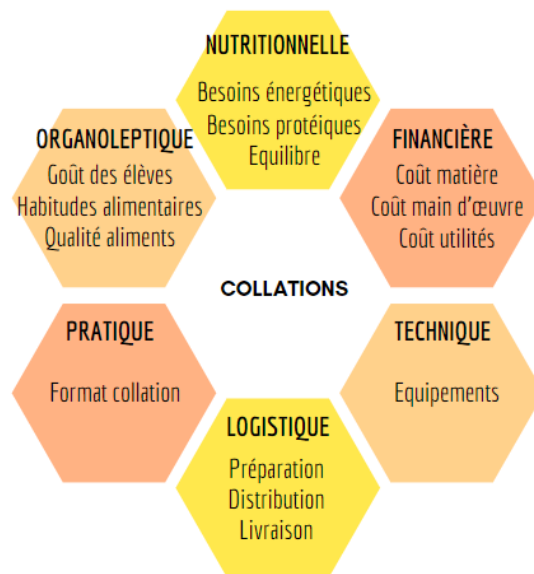 NUTRITIONNELLE
Besoins énergétiques
Besoins protéiques
Equilibre
ORGANOLEPTIQUE
Goût des élèves
Habitudes alimentaires
Qualité aliments
FINANCIÈRE
Coût matière
Coût main d'œuvre
Coût utilités
COLLATIONS
PRATIQUE
Format collation
TECHNIQUE
Equipements
LOGISTIQUE
Préparation
Distribution
Livraison